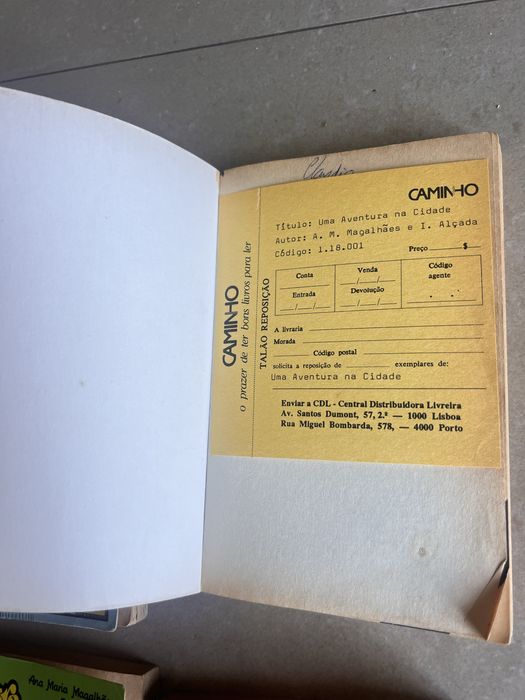 Claudia
CAMINHO
Título: Uma Aventura na Cidade
Autor: A. M. Magalhães e I. Alçada
Código: 1.18.001
Preço $
Conta Venda Código agente
Entrada Devolução
A livraria
Morada
Código postal
solicita a reposição de exemplares de:
Uma Aventura na Cidade
Enviar a CDL - Central Distribuidora Livreira
Av. Santos Dumont, 57, 2.º — 1000 Lisboa
Rua Miguel Bombarda, 578, — 4000 Porto
TALÃO REPOSIÇÃO
CAMINHO
o prazer de ter bons livros para ler
Ana Maria Magalhã